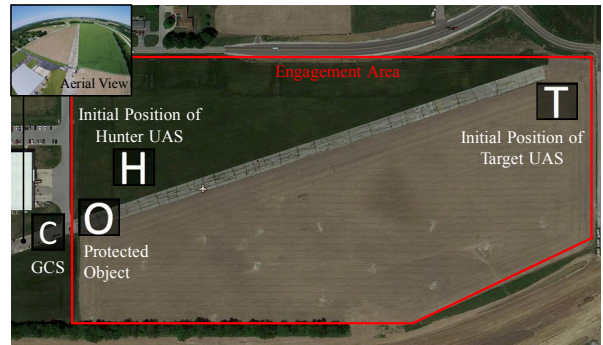 Aerial View
Engagement Area
Initial Position of
Hunter UAS
T
Initial Position of
Target UAS
H
O
C
Protected
Object
GCS